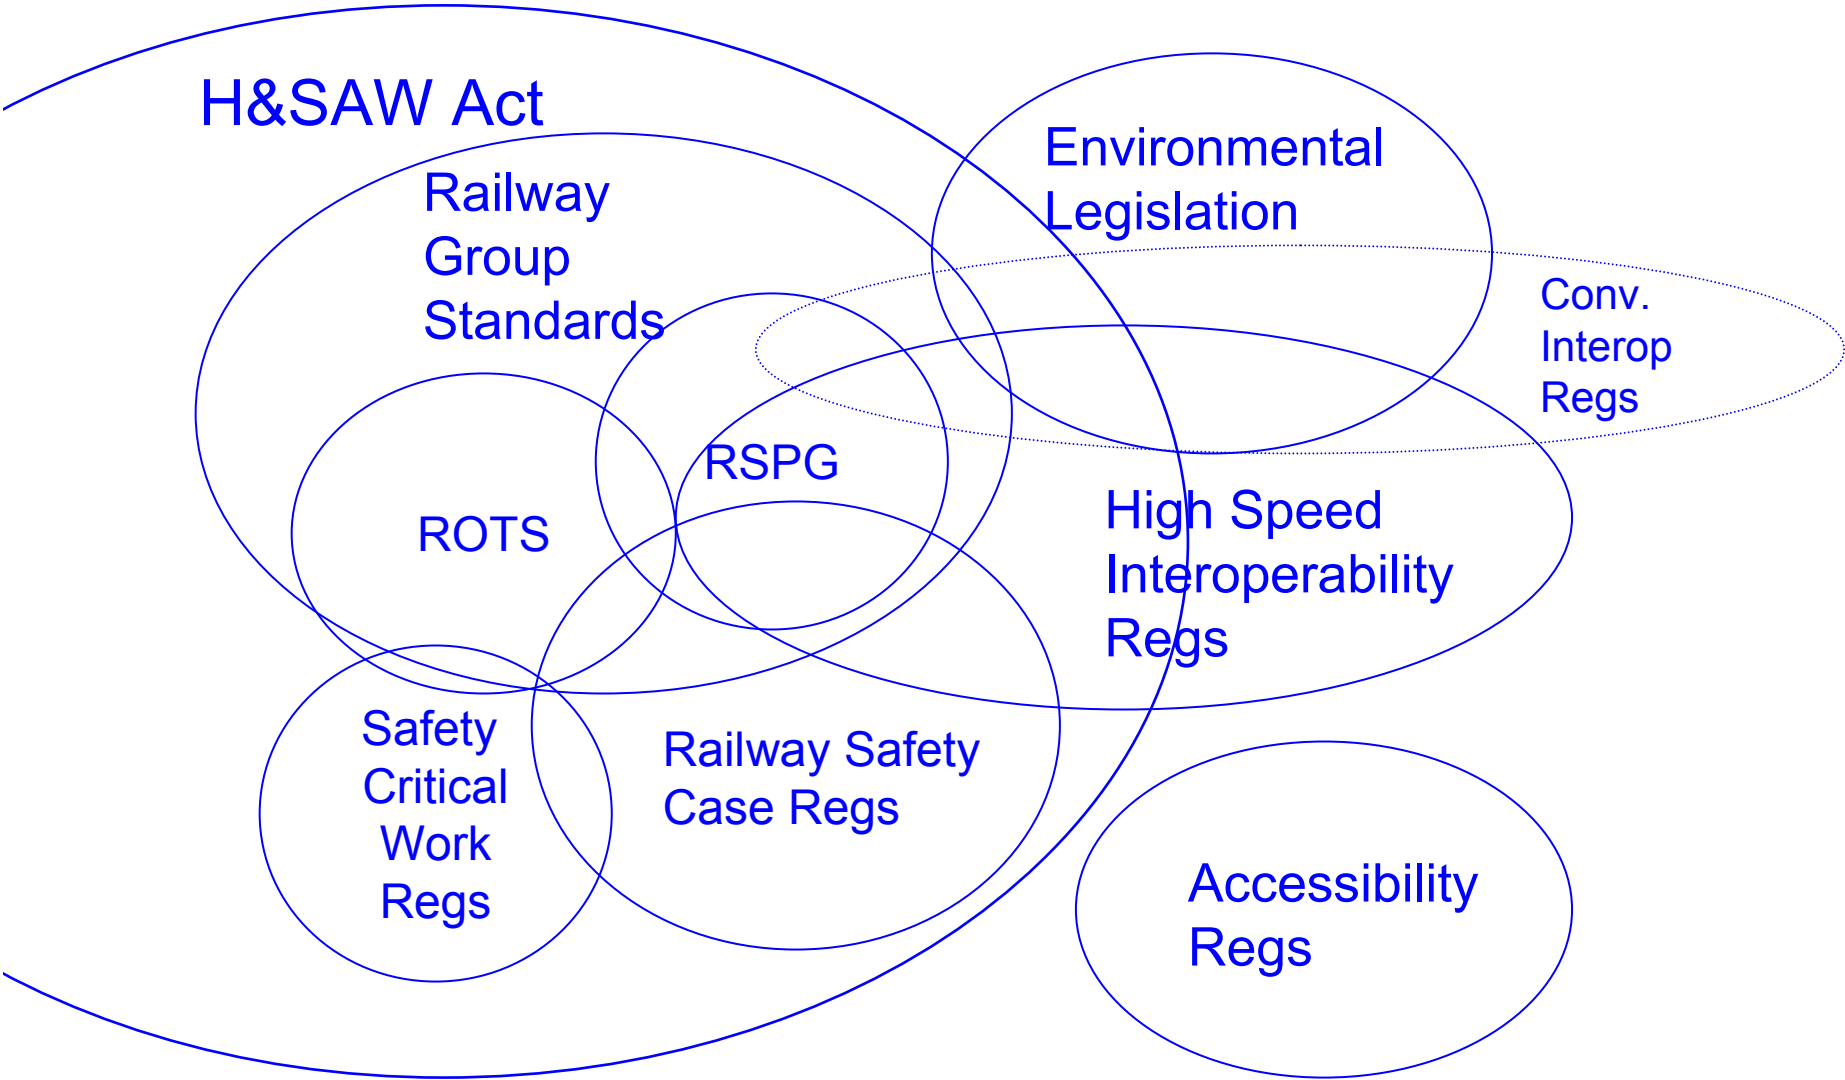 H&SAW Act
Railway
Group
Standards
Environmental
Legislation
Conv.
Interop
Regs
RSPG
ROTS
High Speed
Interoperability
Regs
Safety
Critical
Work
Regs
Railway Safety
Case Regs
Accessibility
Regs